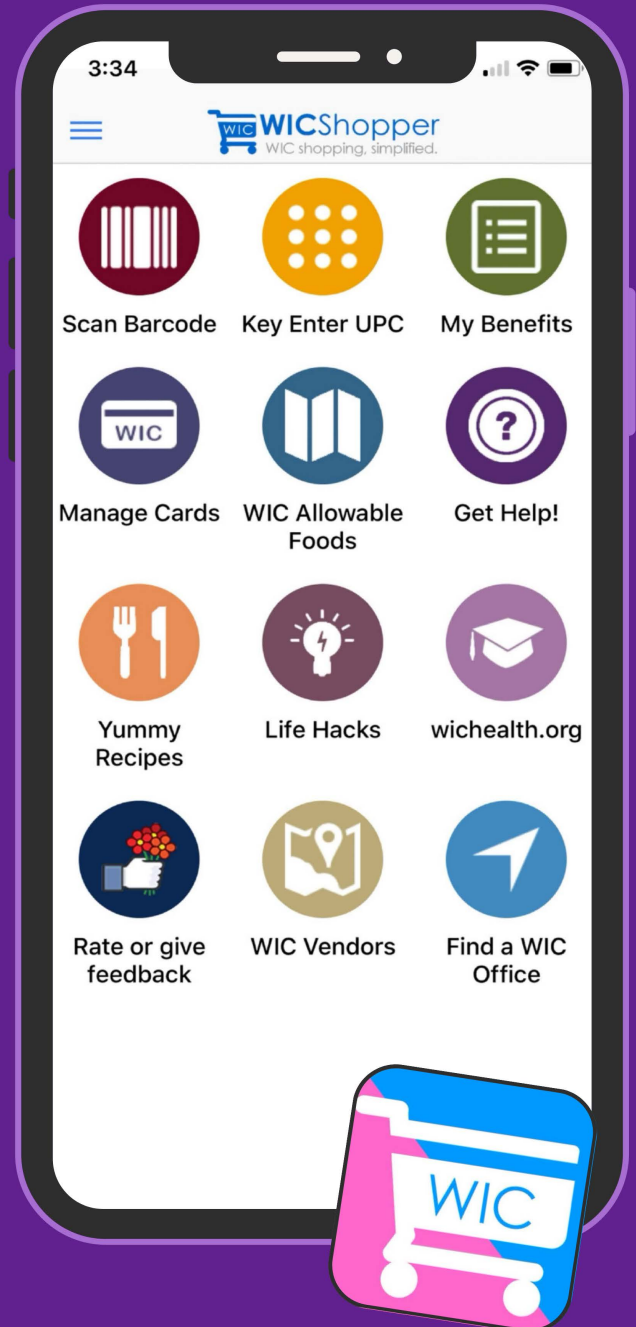 3:34
WIC WICShopper
WIC shopping, simplified.
Scan Barcode
Key Enter UPC
My Benefits
WIC
Manage Cards
WIC Allowable
Foods
?
Get Help!
Yummy
Recipes
Life Hacks
wichealth.org
Rate or give
feedback
WIC Vendors
Find a WIC
Office
WIC